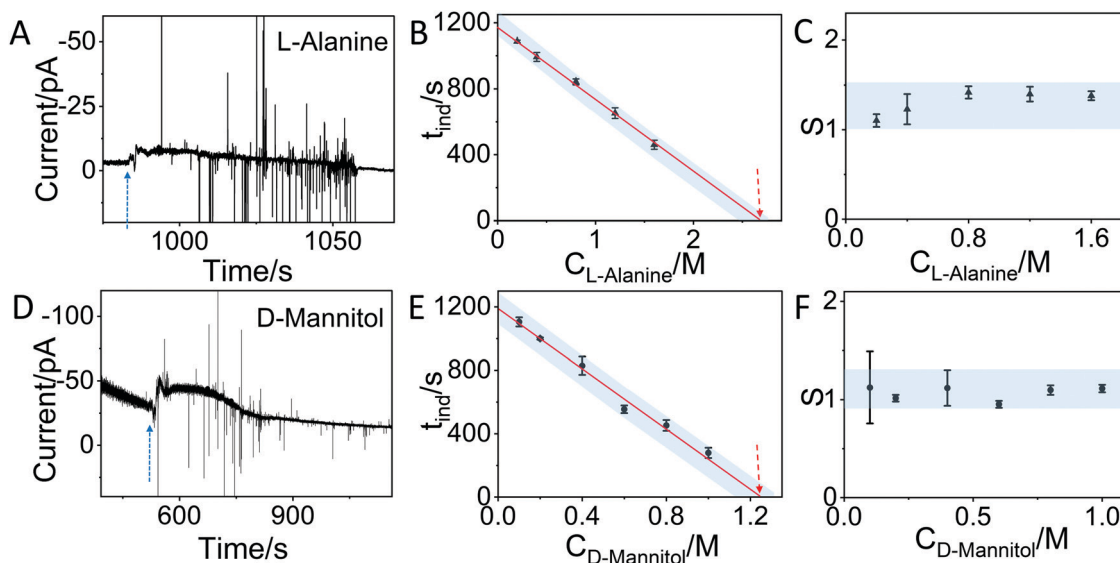 A
L-Alanine
Current/pA
-50
-25
0
1000
1050
Time/s
B
t_ind/s
1200
800
400
0
0
1
2
C_L-Alanine/M
C
S
2
1
0
0.0
0.8
1.6
C_L-Alanine/M
D
D-Mannitol
Current/pA
-100
-50
0
600
900
Time/s
E
t_ind/s
1200
800
400
0
0.0
0.4
0.8
1.2
C_D-Mannitol/M
F
S
2
1
0
0.0
0.5
1.0
C_D-Mannitol/M